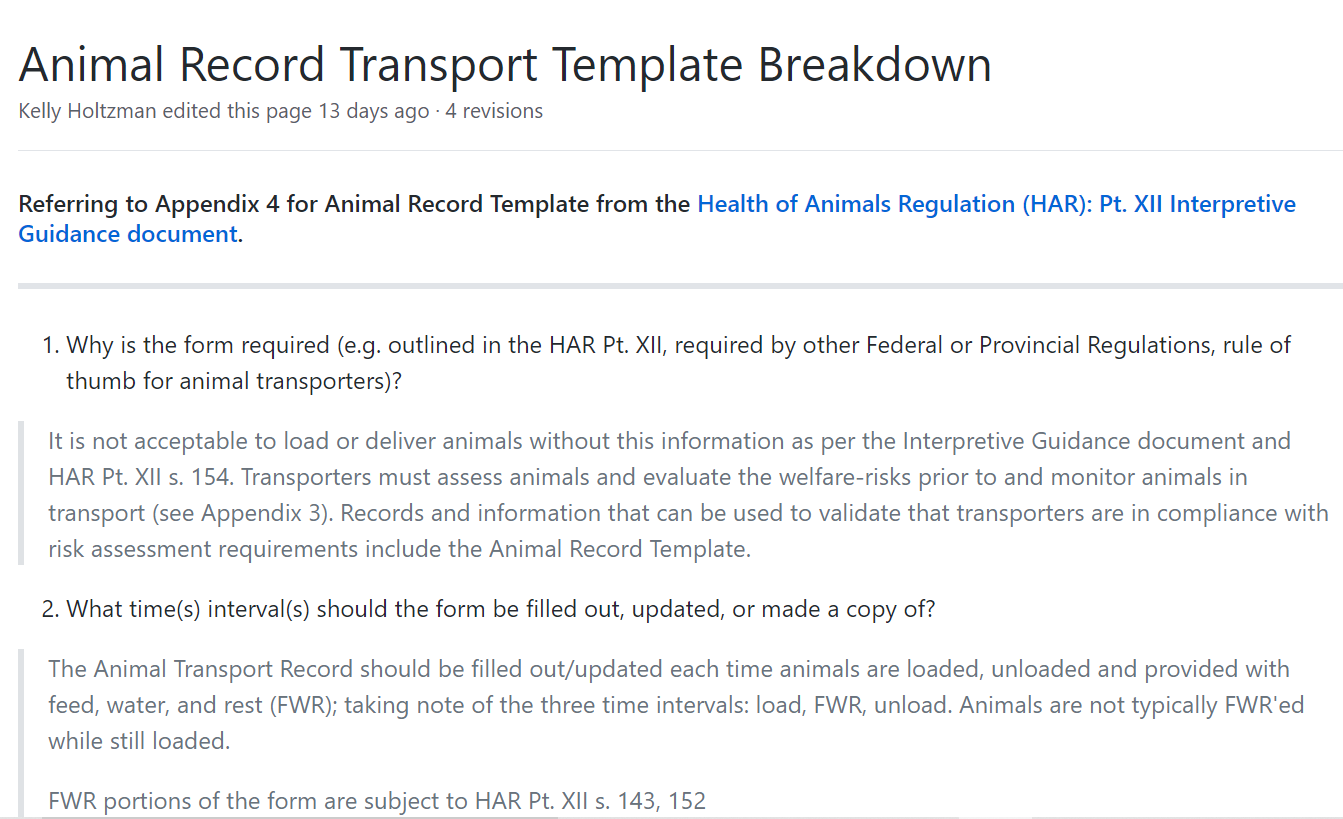 Animal Record Transport Template Breakdown
Kelly Holtzman edited this page 13 days ago · 4 revisions
Referring to Appendix 4 for Animal Record Template from the Health of Animals Regulation (HAR): Pt. XII Interpretive
Guidance document.
1. Why is the form required (e.g. outlined in the HAR Pt. XII, required by other Federal or Provincial Regulations, rule of
thumb for animal transporters)?
It is not acceptable to load or deliver animals without this information as per the Interpretive Guidance document and
HAR Pt. XII s. 154. Transporters must assess animals and evaluate the welfare-risks prior to and monitor animals in
transport (see Appendix 3). Records and information that can be used to validate that transporters are in compliance with
risk assessment requirements include the Animal Record Template.
2. What time(s) interval(s) should the form be filled out, updated, or made a copy of?
The Animal Transport Record should be filled out/updated each time animals are loaded, unloaded and provided with
feed, water, and rest (FWR); taking note of the three time intervals: load, FWR, unload. Animals are not typically FWR'ed
while still loaded.
FWR portions of the form are subject to HAR Pt. XII s. 143, 152